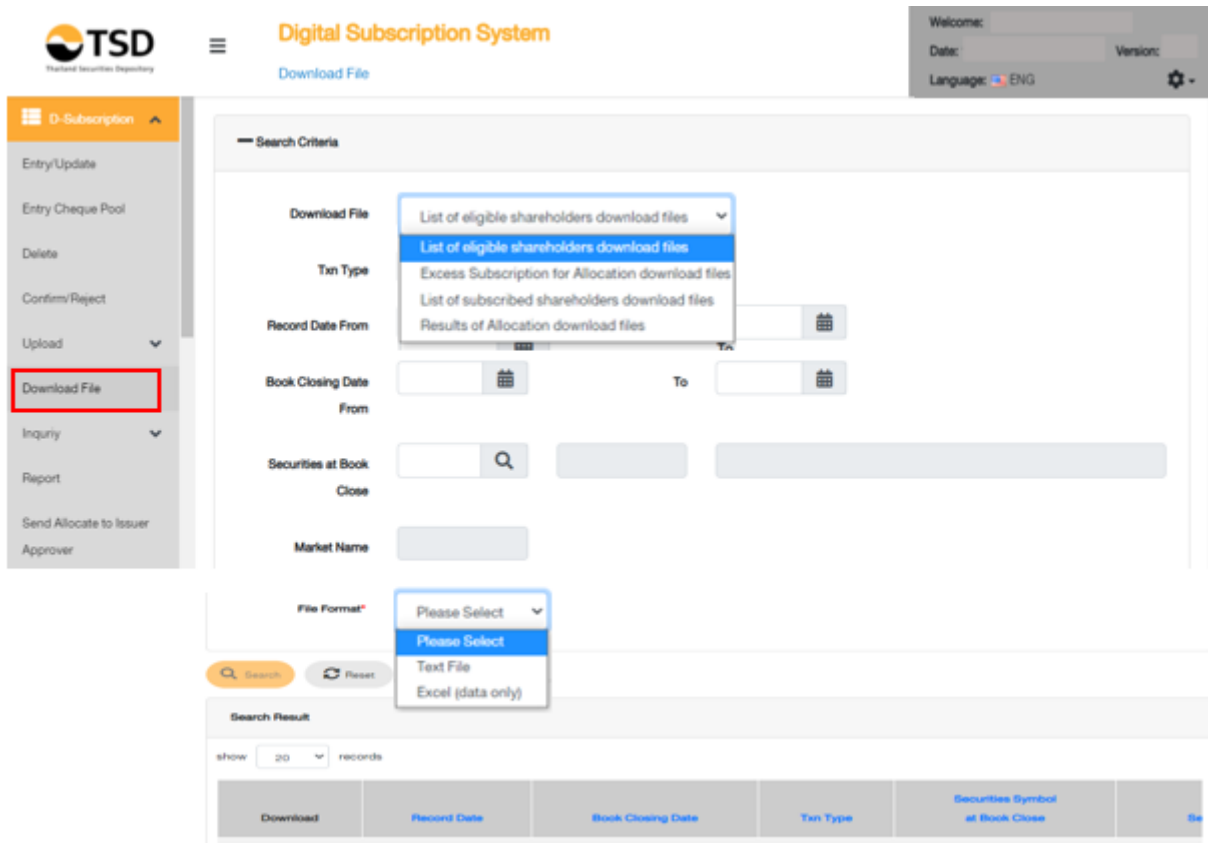 TSD
Thailand Securities Depository
Digital Subscription System
Download File
Welcome:
Date: Version:
Language: ENG
D-Subscription
Entry/Update
Entry Cheque Pool
Delete
Confirm/Reject
Upload
Download File
Inquriy
Report
Send Allocate to Issuer
Approver
Search Criteria
Download File List of eligible shareholders download files
List of eligible shareholders download files
Txn Type Excess Subscription for Allocation download files
List of subscribed shareholders download files
Record Date From Results of Allocation download files
To
Book Closing Date To
From
Securities at Book
Close
Market Name
File Format* Please Select
Please Select
Text File
Excel (data only)
Search Reset
Search Result
show 20 records
Securities Symbol
Download Record Date Book Closing Date Txn Type at Book Close Se